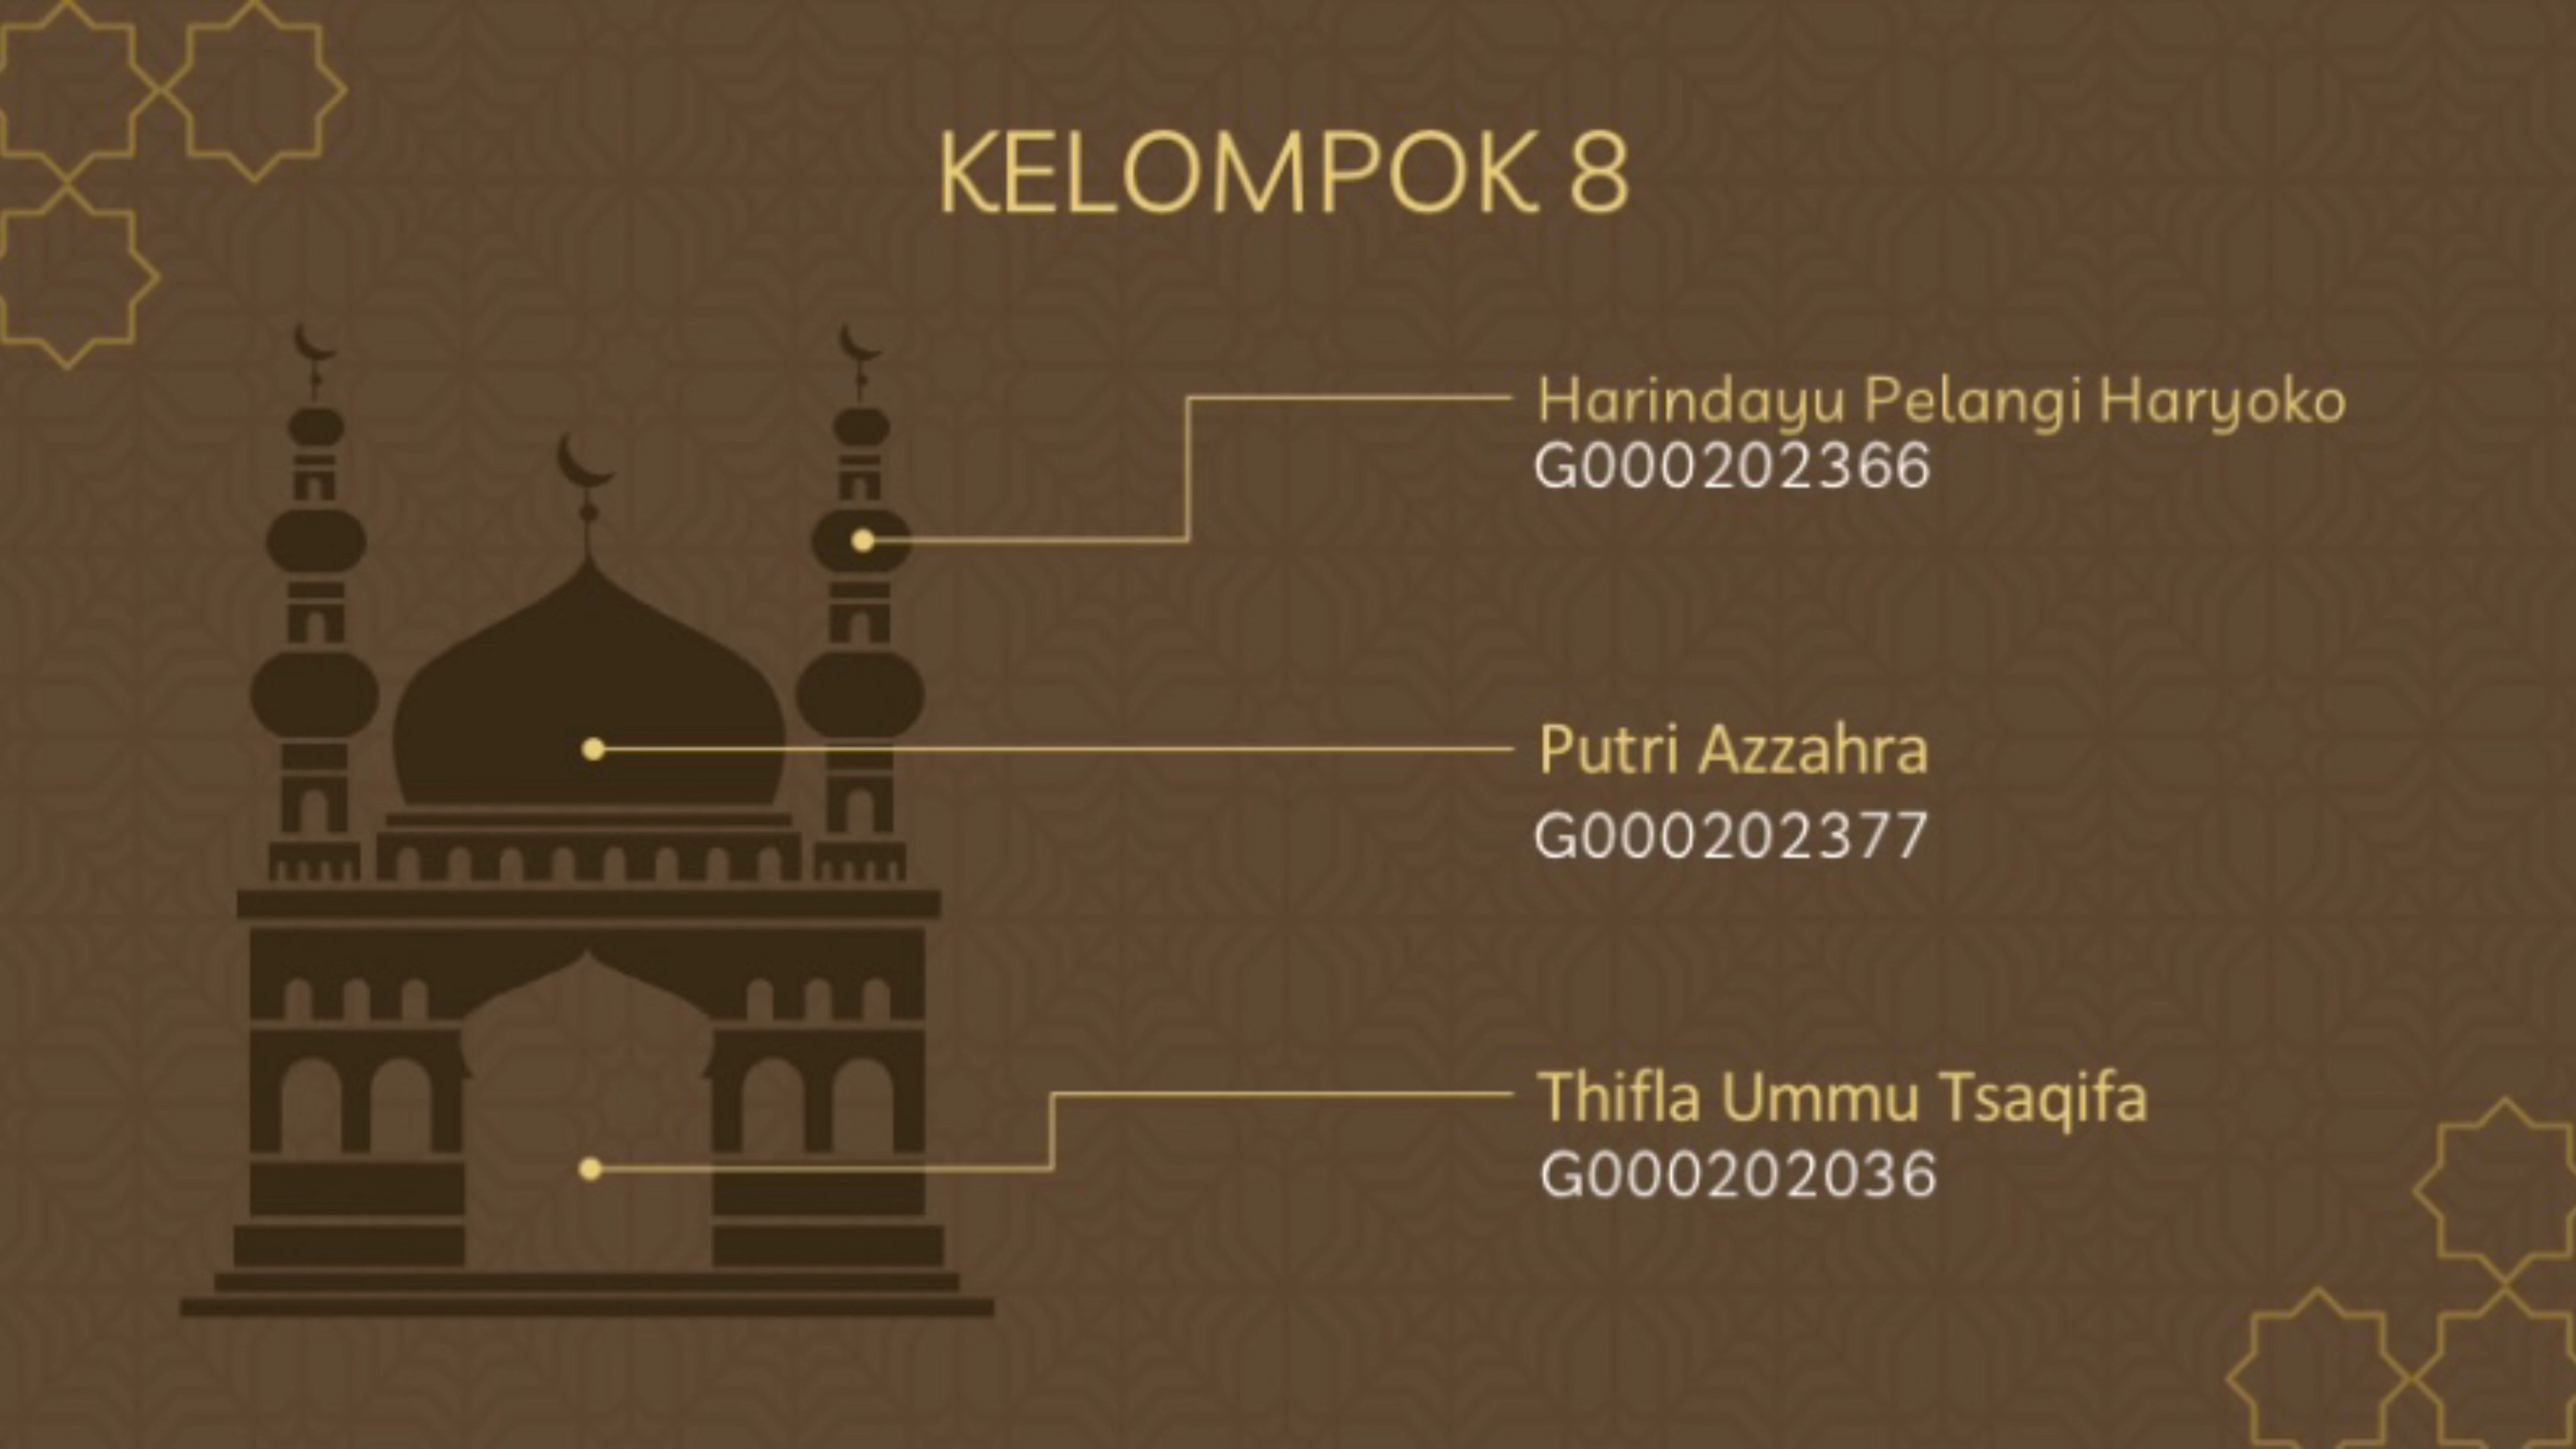 KELOMPOK 8
Harindayu Pelangi Haryoko
G000202366
Putri Azzahra
G000202377
Thifla Ummu Tsaqifa
G000202036